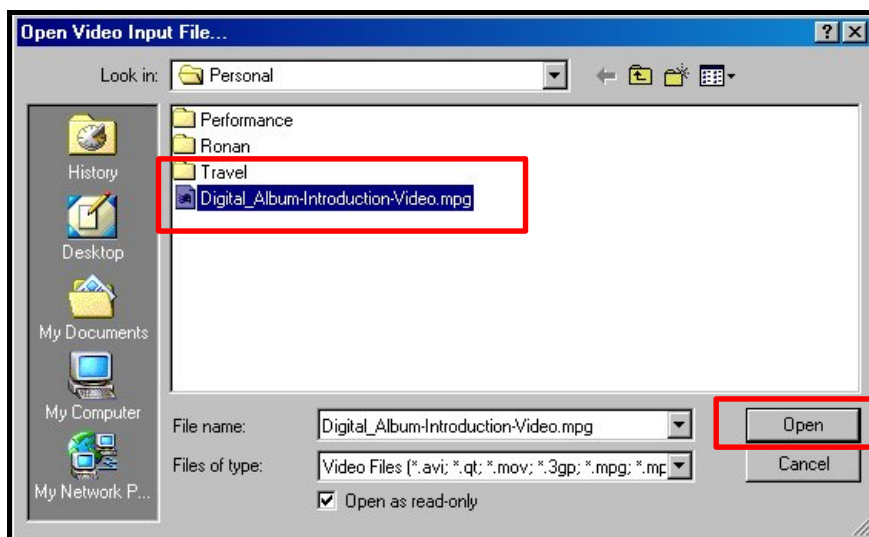 Open Video Input File...
Look in: Personal
Performance
Ronan
Travel
Digital_Album-Introduction-Video.mpg
History
Desktop
My Documents
My Computer
My Network P...
File name: Digital_Album-Introduction-Video.mpg Open
Files of type: Video Files (*.avi; *.qt; *.mov; *.3gp; *.mpg; *.mp Cancel
Open as read-only